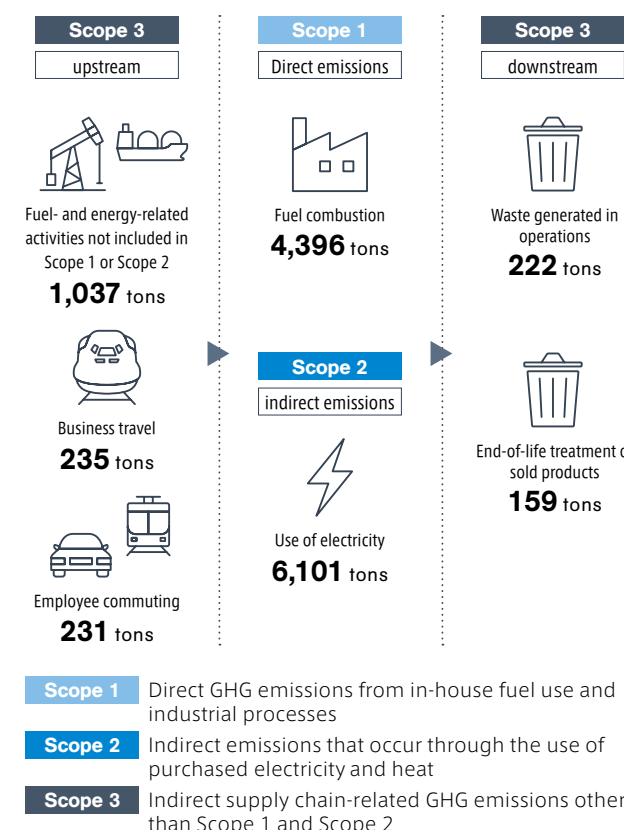 Scope 3
upstream
Fuel- and energy-related
activities not included in
Scope 1 or Scope 2
1,037 tons
Business travel
235 tons
Employee commuting
231 tons
Scope 1
Direct emissions
Fuel combustion
4,396 tons
Scope 2
indirect emissions
Use of electricity
6,101 tons
Scope 3
downstream
Waste generated in
operations
222 tons
End-of-life treatment
sold products
159 tons
Scope 1 Direct GHG emissions from in-house fuel use and
industrial processes
Scope 2 Indirect emissions that occur through the use of
purchased electricity and heat
Scope 3 Indirect supply chain-related GHG emissions other
than Scope 1 and Scope 2